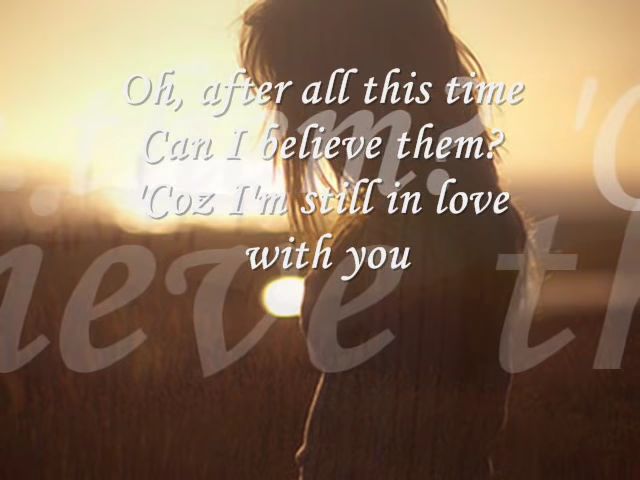 Oh, after all this time
Can I believe them?
'Coz I'm still in love
with you